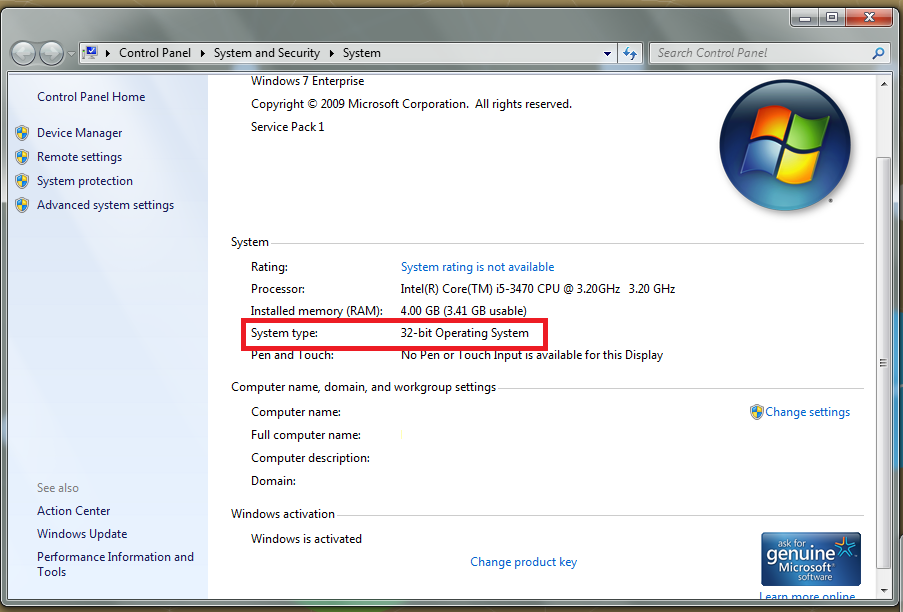 Control Panel ▸ System and Security ▸ System
Search Control Panel
Control Panel Home
Device Manager
Remote settings
System protection
Advanced system settings
See also
Action Center
Windows Update
Performance Information and
Tools
Windows 7 Enterprise
Copyright © 2009 Microsoft Corporation.  All rights reserved.
Service Pack 1
System
Rating: System rating is not available
Processor: Intel(R) Core(TM) i5-3470 CPU @ 3.20GHz   3.20 GHz
Installed memory (RAM): 4.00 GB (3.41 GB usable)
System type: 32-bit Operating System
Pen and Touch: No Pen or Touch Input is available for this Display
Computer name, domain, and workgroup settings
Computer name: Change settings
Full computer name:
Computer description:
Domain:
Windows activation
Windows is activated
Change product key
ask for
genuine
Microsoft
software
Learn more online